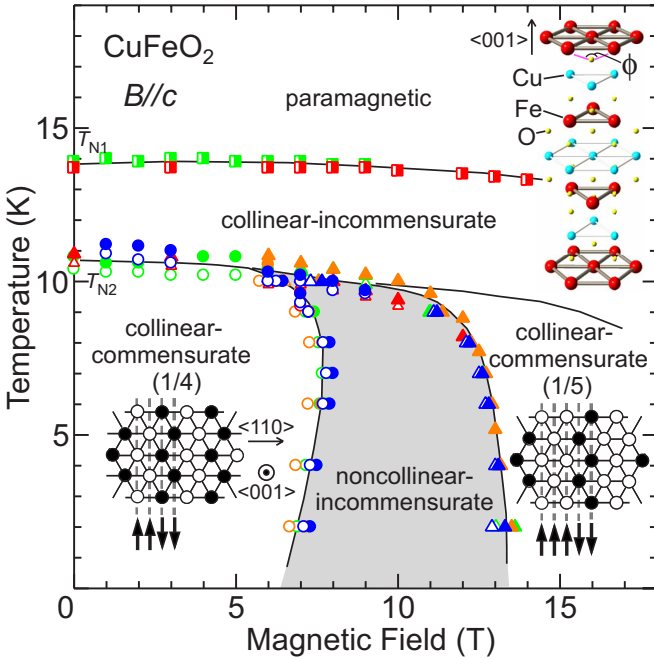 CuFeO2
B//c
<001>
ϕ
Cu
Fe
O
paramagnetic
TN1
collinear-incommensurate
TN2
collinear-
commensurate
(1/4)
collinear-
commensurate
(1/5)
<110>
<001>
noncollinear-
incommensurate
Temperature (K)
15
10
5
0
0
5
10
15
Magnetic Field (T)